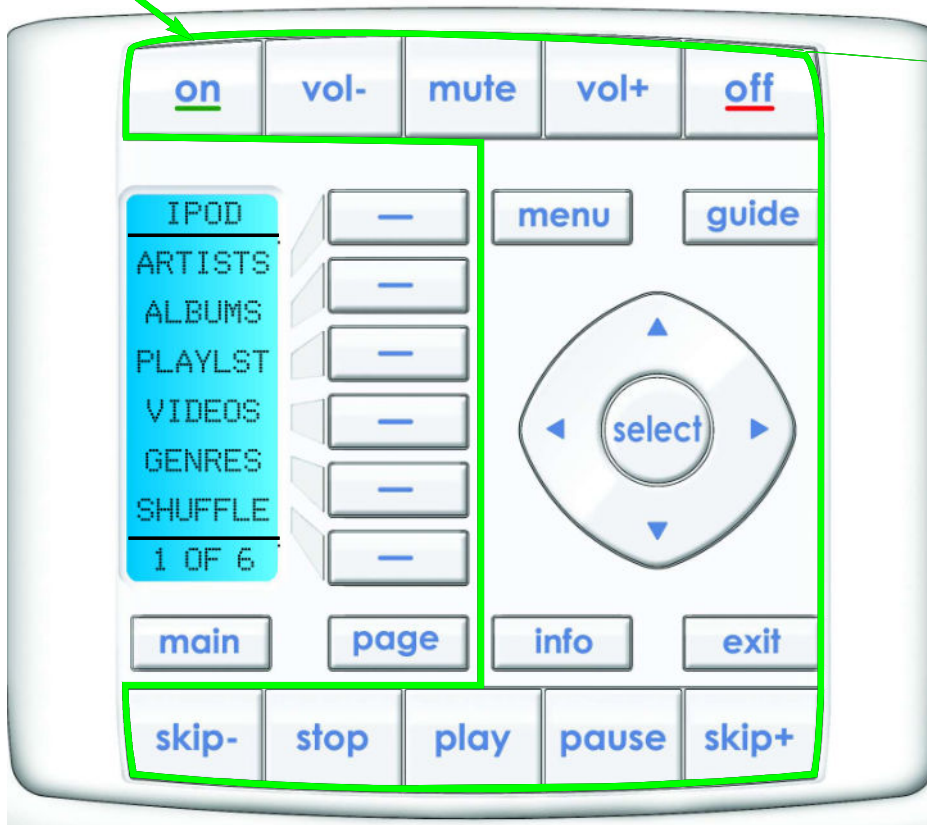 on vol- mute vol+ off
IPOD
menu guide
ARTISTS
ALBUMS
PLAYLST
VIDEOS
select
GENRES
SHUFFLE
1 OF 6
main page info exit
skip- stop play pause skip+